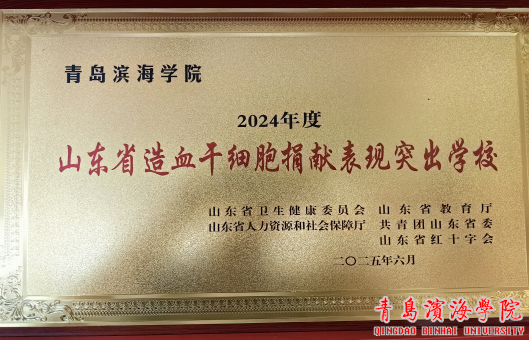 青岛滨海学院
2024年度
山东省造血干细胞捐献表现突出学校
山东省卫生健康委员会 山东省教育厅
山东省人力资源和社会保障厅 共青团山东省委
山东省红十字会
二〇二五年六月
青島濱海学院
QINGDAO BINHAI UNIVERSITY